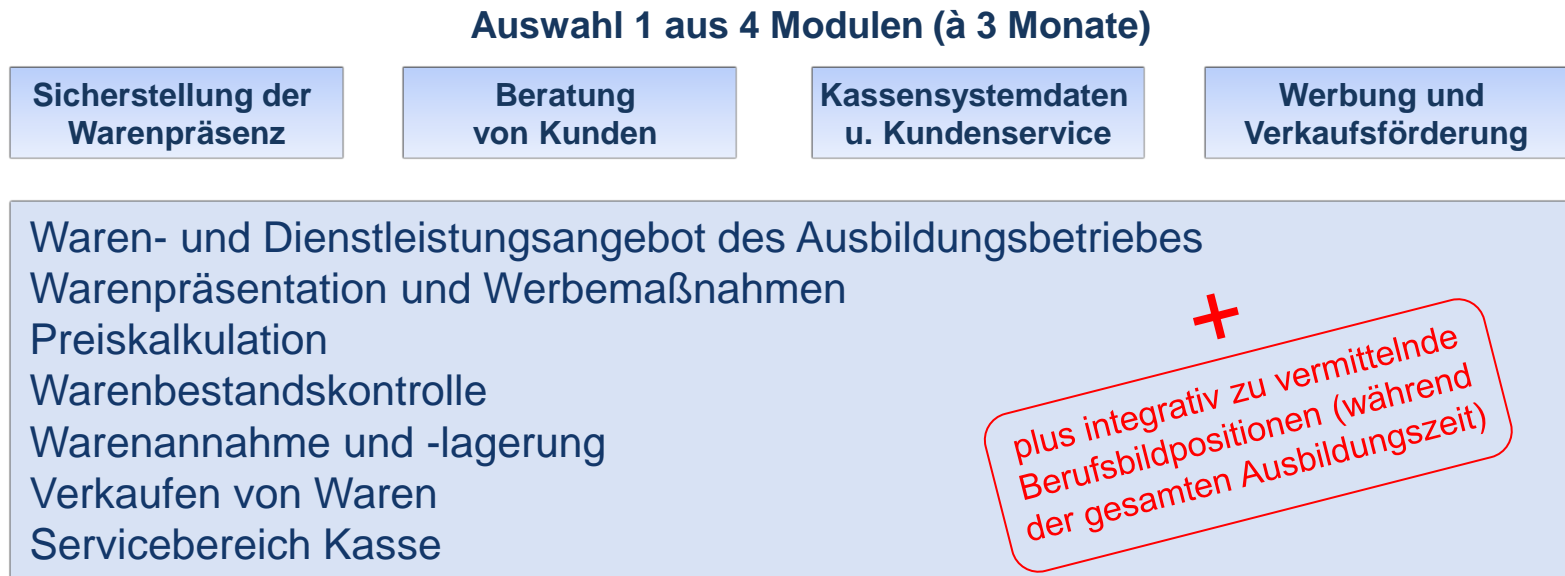 Auswahl 1 aus 4 Modulen (à 3 Monate)
Sicherstellung der
Warenpräsenz
Beratung
von Kunden
Kassensystemdaten
u. Kundenservice
Werbung und
Verkaufsförderung
Waren- und Dienstleistungsangebot des Ausbildungsbetriebes
Warenpräsentation und Werbemaßnahmen
Preiskalkulation
Warenbestandskontrolle
Warenannahme und -lagerung
Verkaufen von Waren
Servicebereich Kasse
+
plus integrativ zu vermittelnde
Berufsbildpositionen (während
der gesamten Ausbildungszeit)